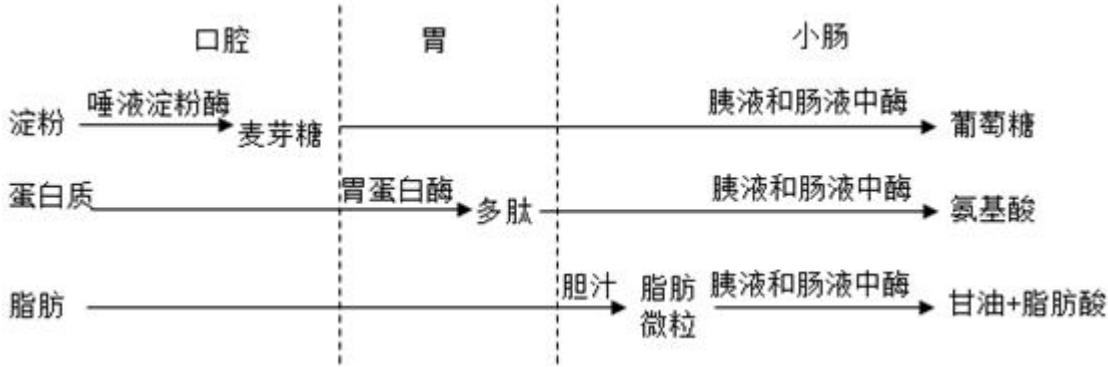 口腔 胃 小肠
淀粉 唾液淀粉酶 麦芽糖 胰液和肠液中酶 葡萄糖
蛋白质 胃蛋白酶 多肽 胰液和肠液中酶 氨基酸
脂肪 胆汁 脂肪微粒 胰液和肠液中酶 甘油+脂肪酸